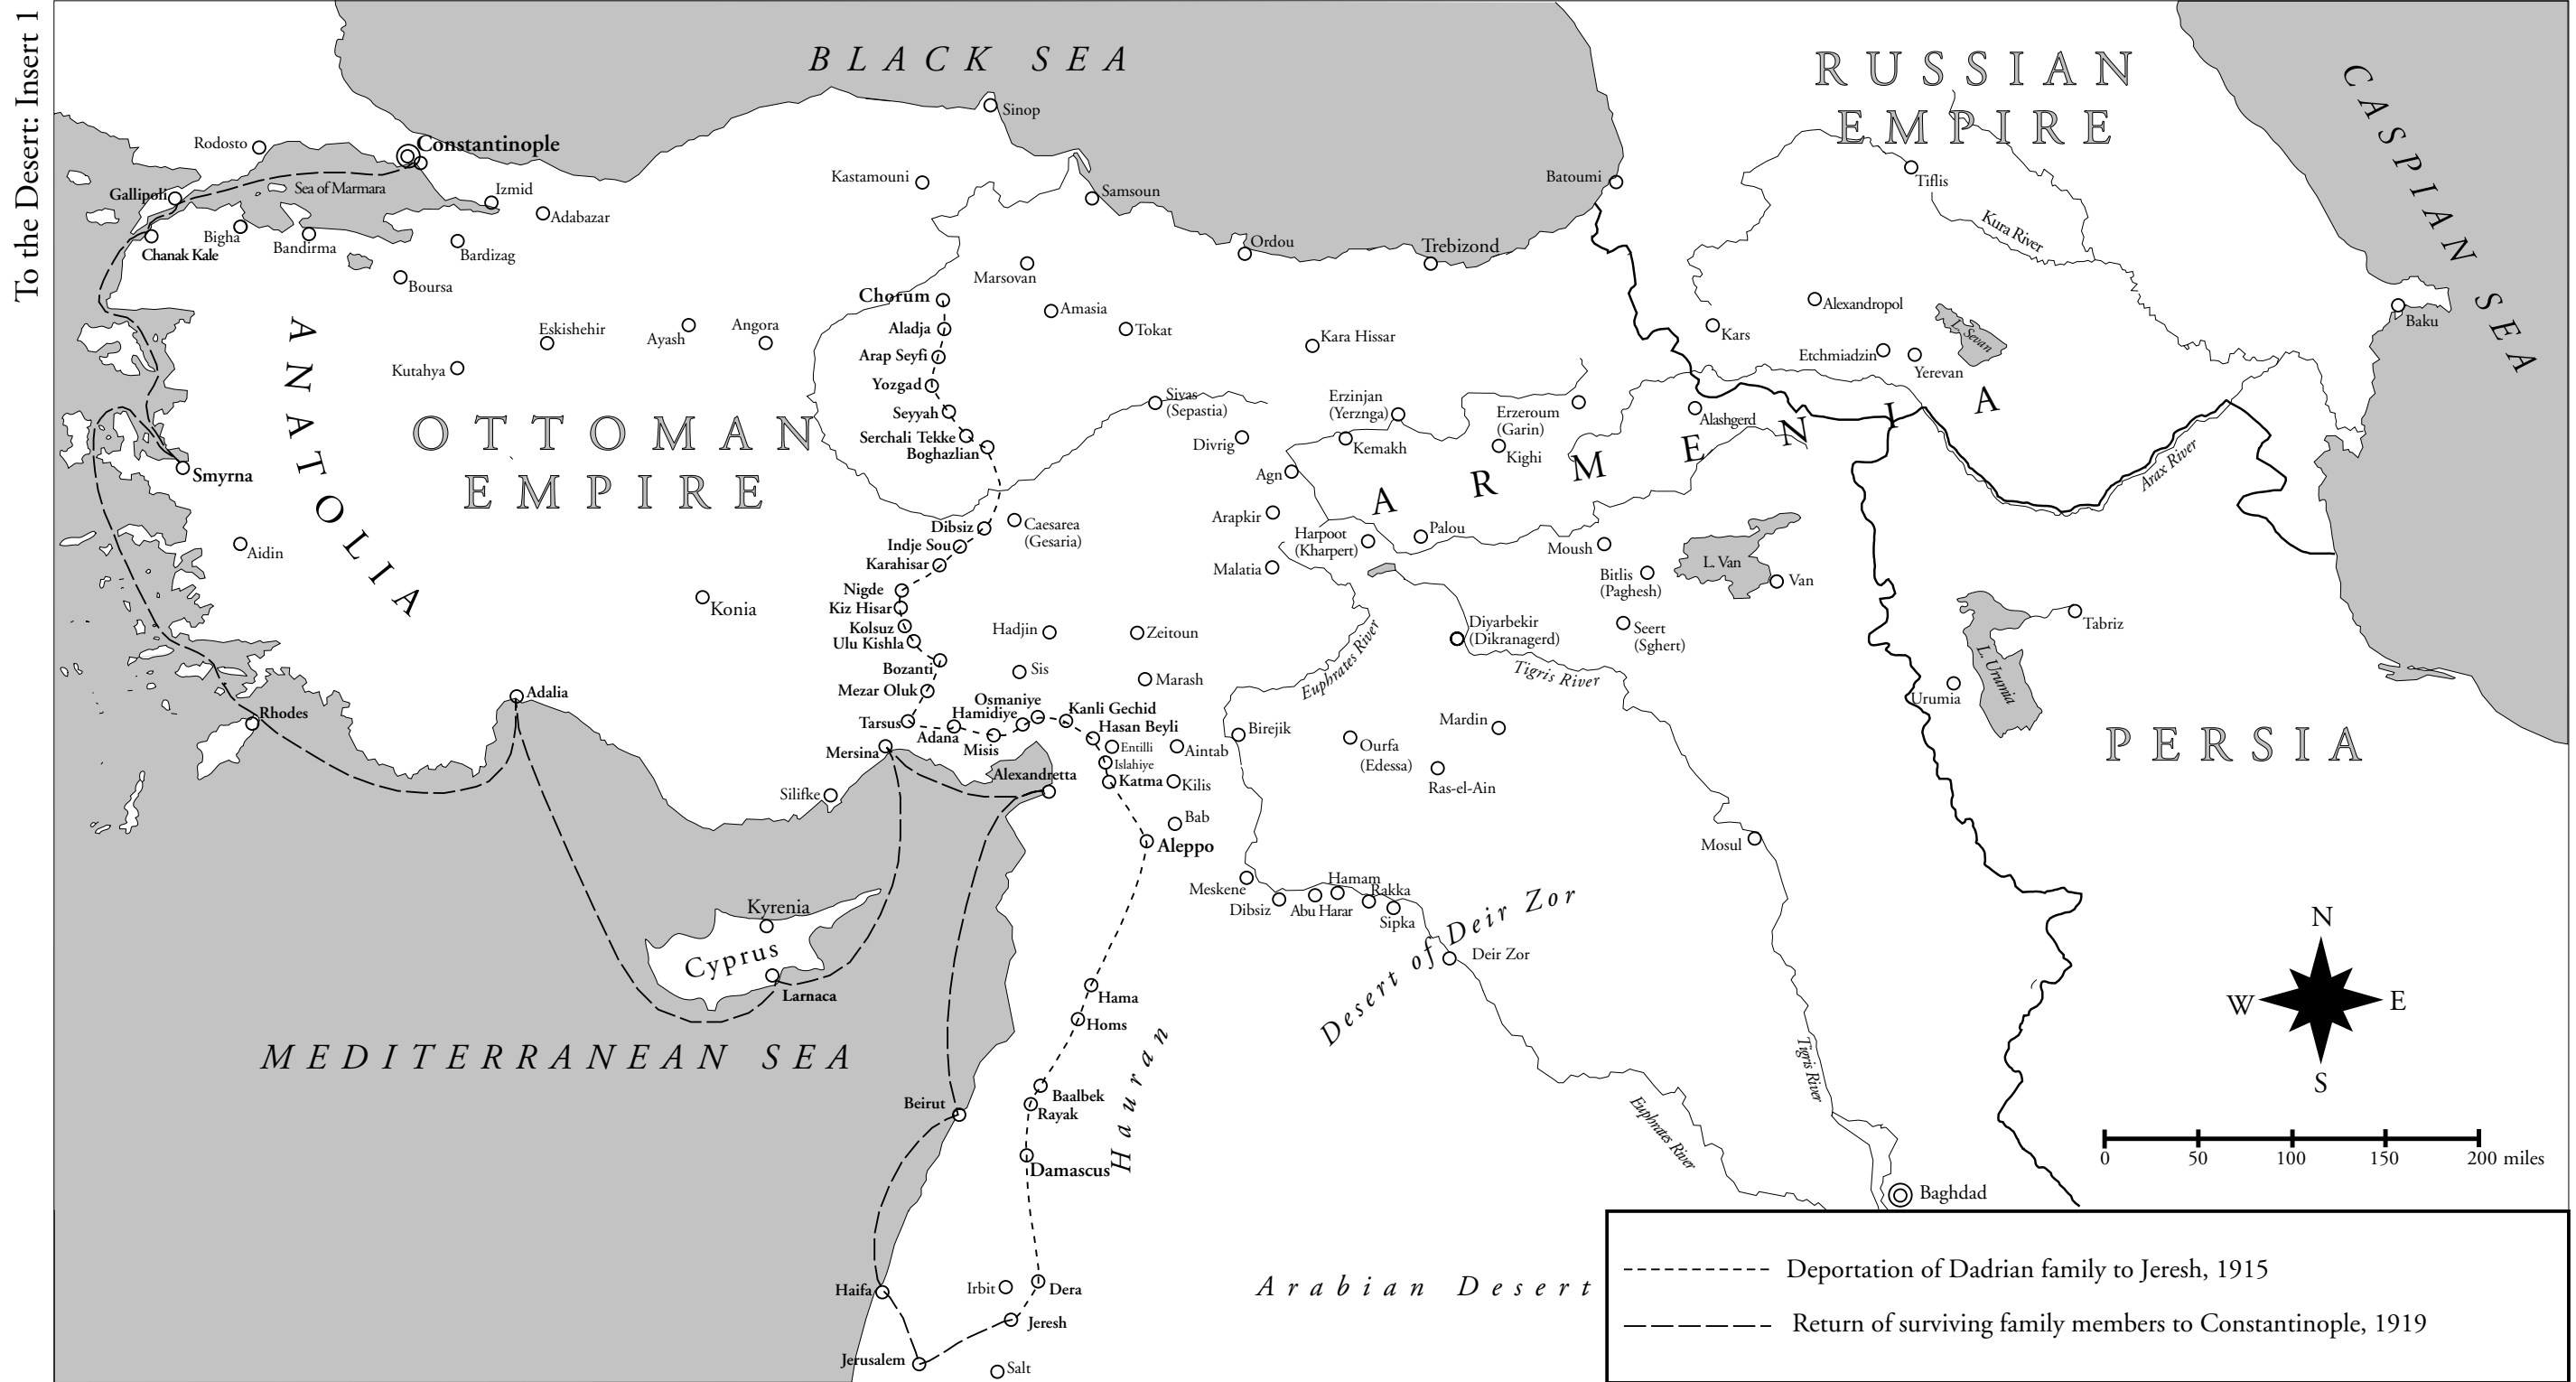 To the Desert: Insert 1
BLACK SEA
RUSSIAN
EMPIRE
CASPIAN SEA
Sinop
Rodosto
Constantinople
Kastamouni
Samsoun
Batoumi
Tiflis
Gallipoli
Sea of Marmara
Izmid
Adabazar
Kura River
Bigha
Bandirma
Chanak Kale
Bardizag
Ordou
Trebizond
Boursa
Marsovan
Chorum
Amasia
Alexandropol
Baku
Aladja
Tokat
Kara Hissar
Kars
L. Sevan
Eskishehir
Ayash
Angora
Arap Seyfi
Etchmiadzin
Yerevan
Kutahya
Yozgad
ANATOLIA
OTTOMAN
EMPIRE
Seyyah
Sivas
(Sepastia)
Erzinjan
(Yerznga)
Erzeroum
(Garin)
Alashgerd
ARMENIA
Serchali Tekke
Boghazlian
Divrig
Kemakh
Kighi
Arax River
Smyrna
Agn
Dibsiz
Caesarea
(Gesaria)
Arapkir
Harpoot
(Kharpert)
Palou
Moush
Aidin
Indje Sou
Karahisar
Malatia
Bitlis
(Paghesh)
L. Van
Van
Nigde
Kiz Hisar
Konia
Kolsuz
Ulu Kishla
Hadjin
Zeitoun
Diyarbekir
(Dikranagerd)
Seert
(Sghert)
Tabriz
Euphrates River
Tigris River
L. Urumia
Urumia
Bozanti
Sis
Marash
Mezar Oluk
Adalia
Rhodes
Osmaniye
Hamidiye
Kanli Gechid
Tarsus
Adana
Misis
Hasan Beyli
Mersina
Entilli
Aintab
Birejik
Mardin
Ourfa
(Edessa)
PERSIA
Islahiye
Alexandretta
Katma
Kilis
Ras-el-Ain
Silifke
Bab
Aleppo
Mosul
Meskene
Hamam
Rakka
Dibsiz
Abu Harar
Sipka
Desert of Deir Zor
Deir Zor
Kyrenia
Cyprus
Larnaca
N
W
E
S
Hama
Homs
Hauran
MEDITERRANEAN SEA
Tigris River
Baalbek
Rayak
Beirut
Euphrates River
Damascus
0 50 100 150 200 miles
Baghdad
Haifa
Irbit
Dera
Arabian Desert
Jeresh
Jerusalem
Salt
Deportation of Dadrian family to Jeresh, 1915
Return of surviving family members to Constantinople, 1919